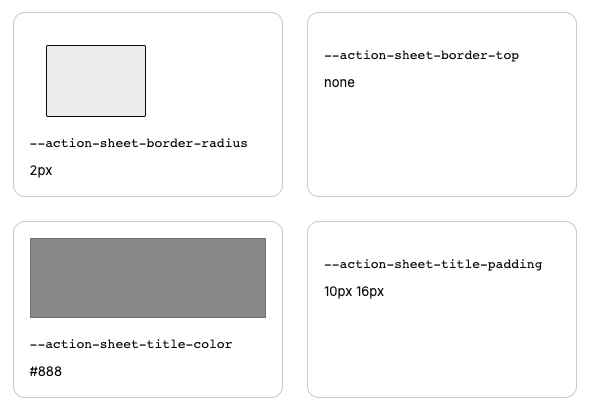 --action-sheet-border-radius
2px
--action-sheet-border-top
none
--action-sheet-title-color
#888
--action-sheet-title-padding
10px 16px